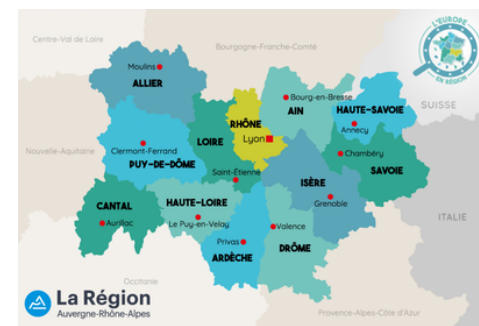 L'EUROPE
EN RÉGION
Centre-Val de Loire
Bourgogne-Franche-Comté
SUISSE
Moulins
ALLIER
Bourg-en-Bresse
AIN
HAUTE-SAVOIE
Annecy
RHÔNE
Lyon
LOIRE
Nouvelle-Aquitaine
Clermont-Ferrand
PUY-DE-DÔME
Chambéry
SAVOIE
Saint-Étienne
ISÈRE
Grenoble
CANTAL
Aurillac
HAUTE-LOIRE
Le Puy-en-Velay
ITALIE
Valence
Privas
DRÔME
ARDÈCHE
Occitanie
Provence-Alpes-Côte d'Azur
La Région
Auvergne-Rhône-Alpes